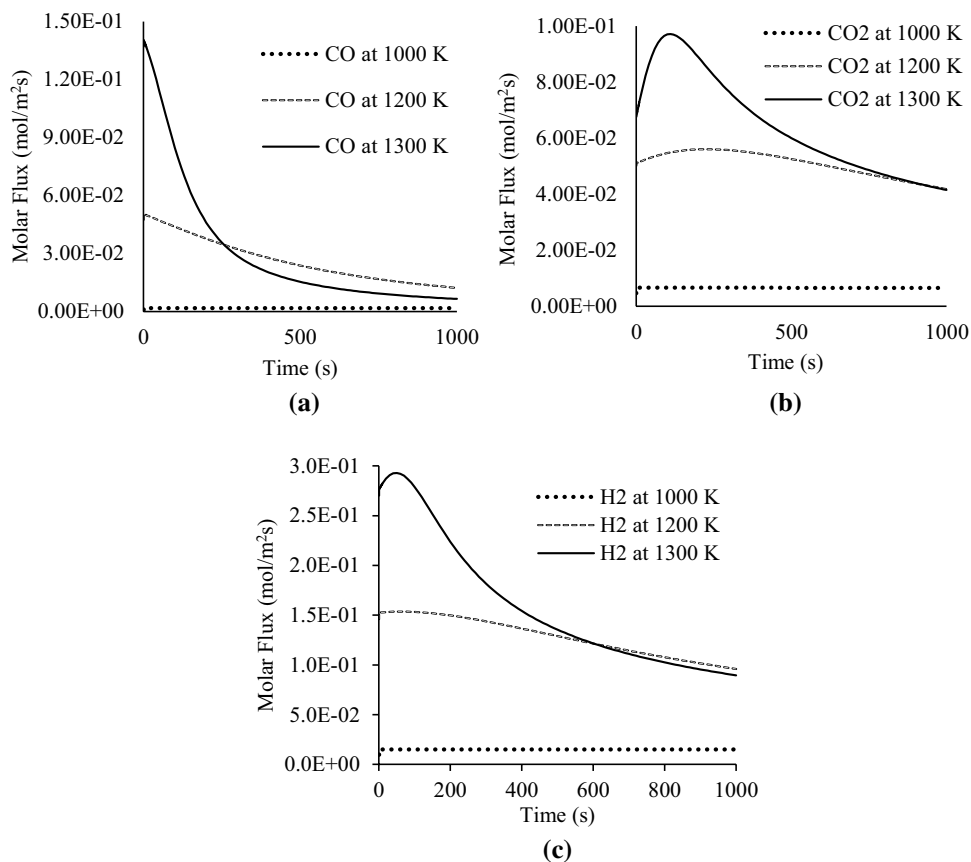 1.50E-01
1.20E-01
9.00E-02
6.00E-02
3.00E-02
0.00E+00
Molar Flux (mol/m²s)
CO at 1000 K
CO at 1200 K
CO at 1300 K
0
500
1000
Time (s)
(a)
1.00E-01
8.00E-02
6.00E-02
4.00E-02
2.00E-02
0.00E+00
Molar Flux (mol/m²s)
CO2 at 1000 K
CO2 at 1200 K
CO2 at 1300 K
0
500
1000
Time (s)
(b)
3.0E-01
2.5E-01
2.0E-01
1.5E-01
1.0E-01
5.0E-02
0.0E+00
Molar Flux (mol/m²s)
H2 at 1000 K
H2 at 1200 K
H2 at 1300 K
0
200
400
600
800
1000
Time (s)
(c)